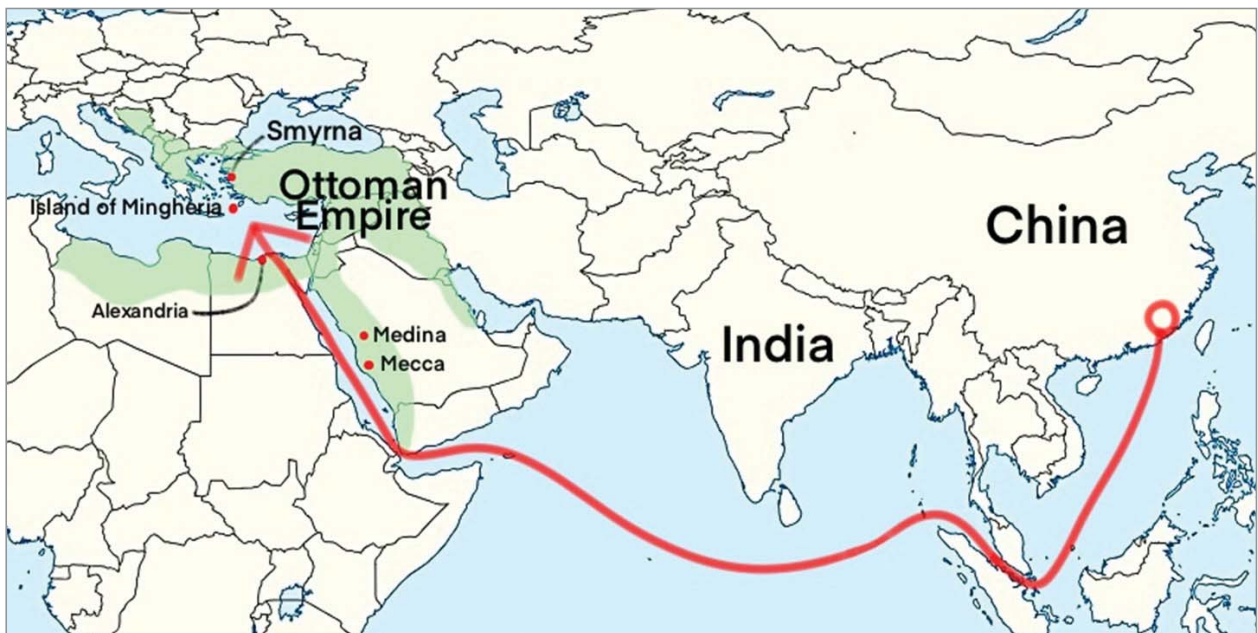 Smyrna
Ottoman
Empire
Island of Mingheria
China
Alexandria
Medina
India
Mecca